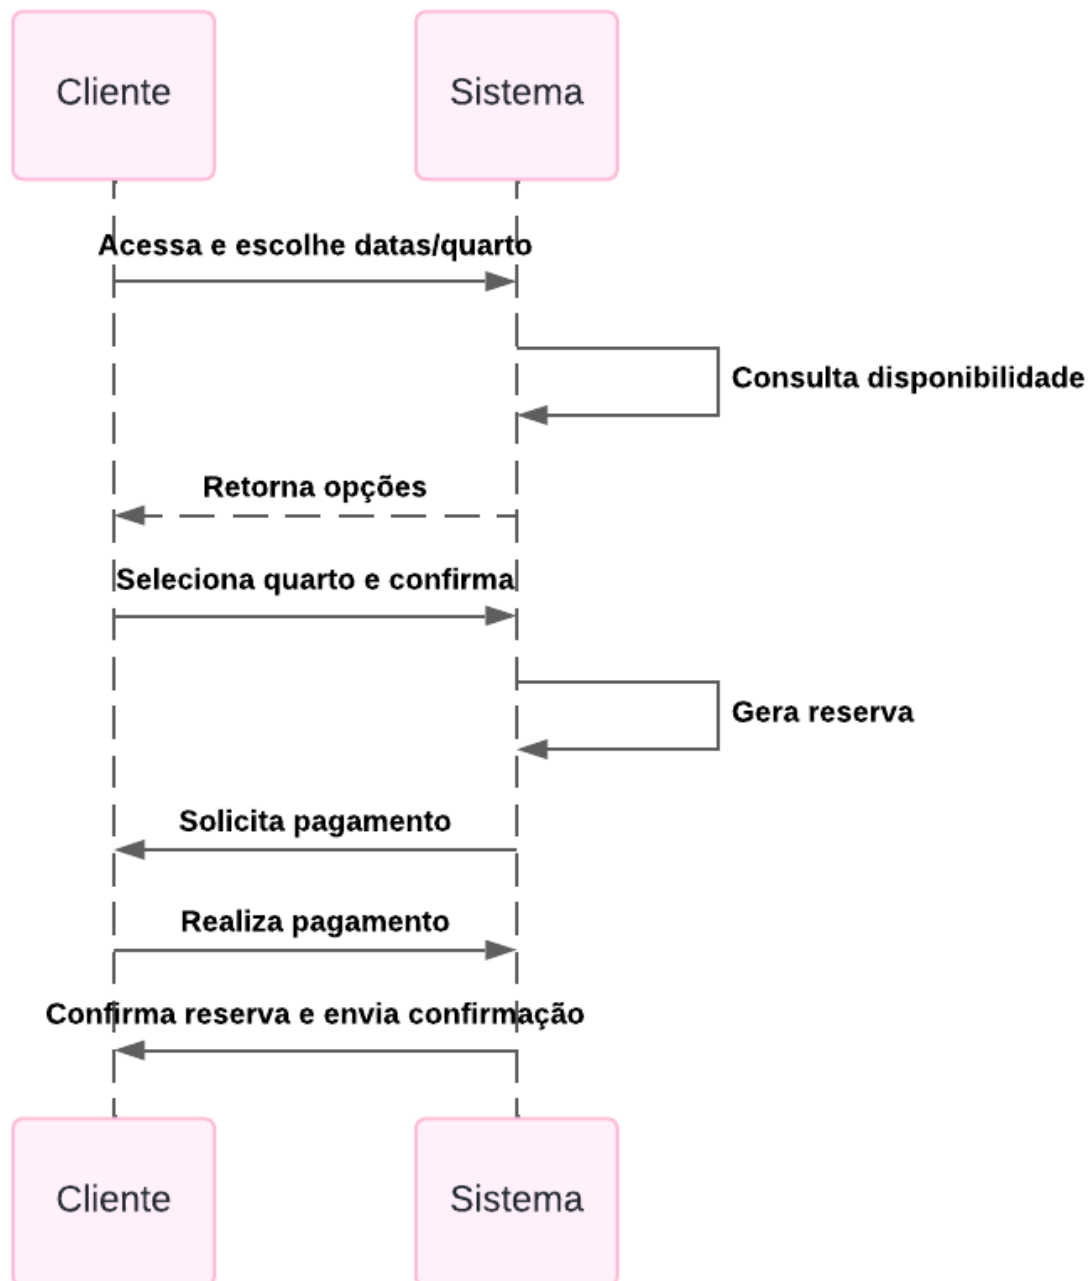 Cliente
Sistema
Acessa e escolhe datas/quarto
Consulta disponibilidade
Retorna opções
Seleciona quarto e confirma
Gera reserva
Solicita pagamento
Realiza pagamento
Confirma reserva e envia confirmação
Cliente
Sistema